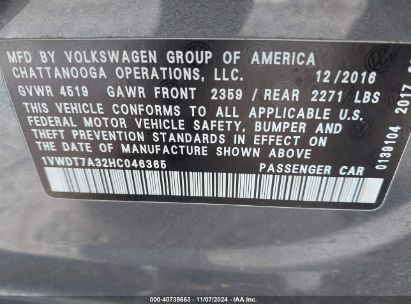 MFD BY VOLKSWAGEN GROUP OF AMERICA
CHATTANOOGA OPERATIONS, LLC. 12/2016
GVWR 4519 GAWR FRONT 2359 / REAR 2271 LBS
THIS VEHICLE CONFORMS TO ALL APPLICABLE U.S.
FEDERAL MOTOR VEHICLE SAFETY, BUMPER AND
THEFT PREVENTION STANDARDS IN EFFECT ON
THE DATE OF MANUFACTURE SHOWN ABOVE.
1VWDT7A32HC046365 PASSENGER CAR
0139104 2017
000 - 40735663 - 11/07/2024 - IAA Inc.